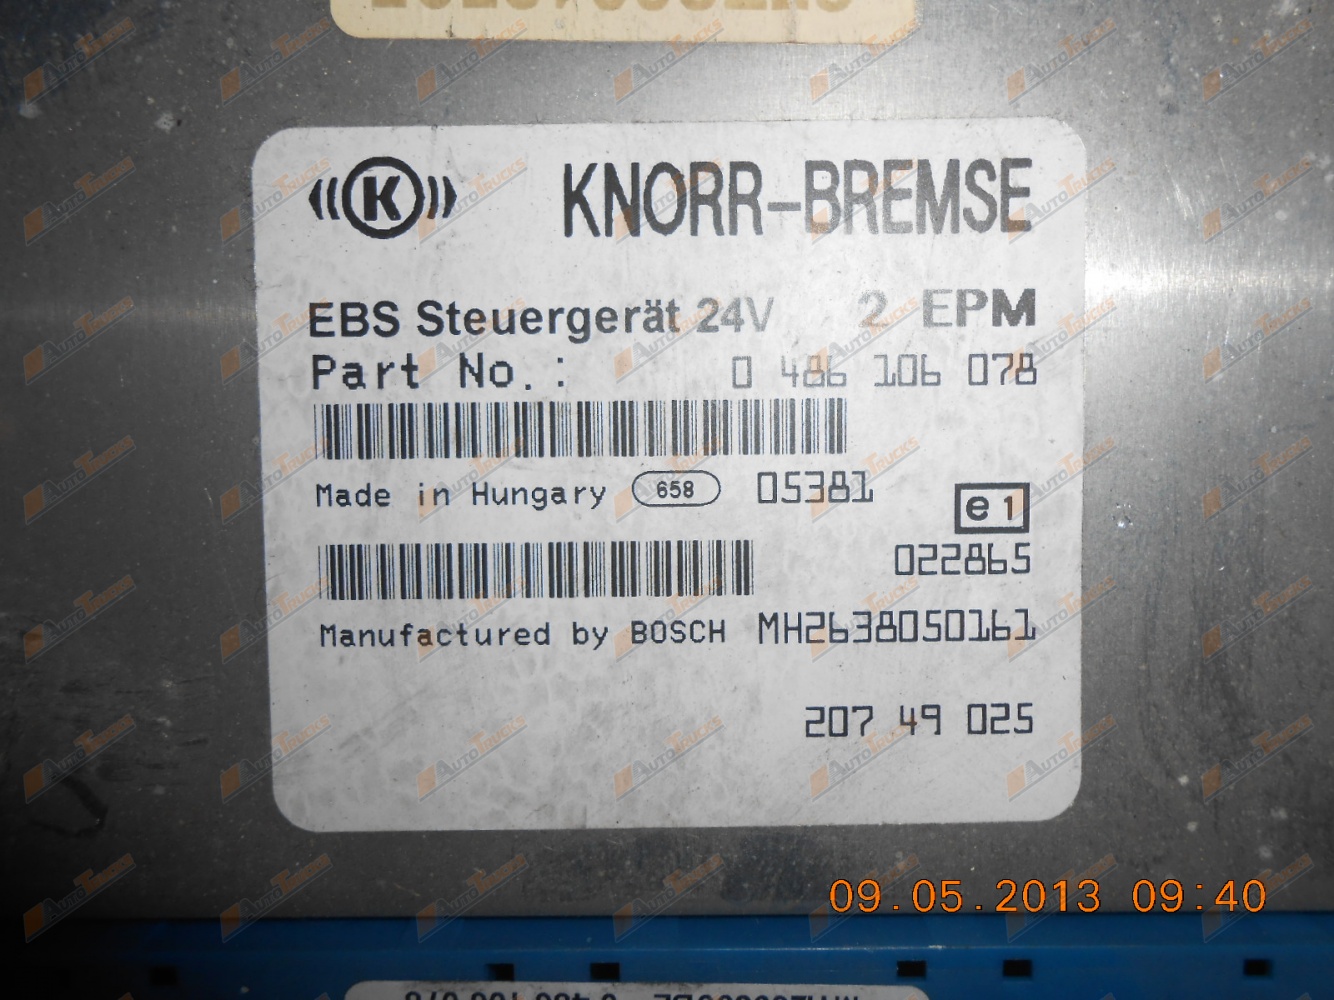 K KNORR-BREMSE
EBS Steuergerät 24V 2 EPM
Part No.: 0 486 106 078
Made in Hungary 658 05381
e1
022865
Manufactured by BOSCH MH2638050161
207 49 025
09.05.2013 09:40
AUTOTRUCKS